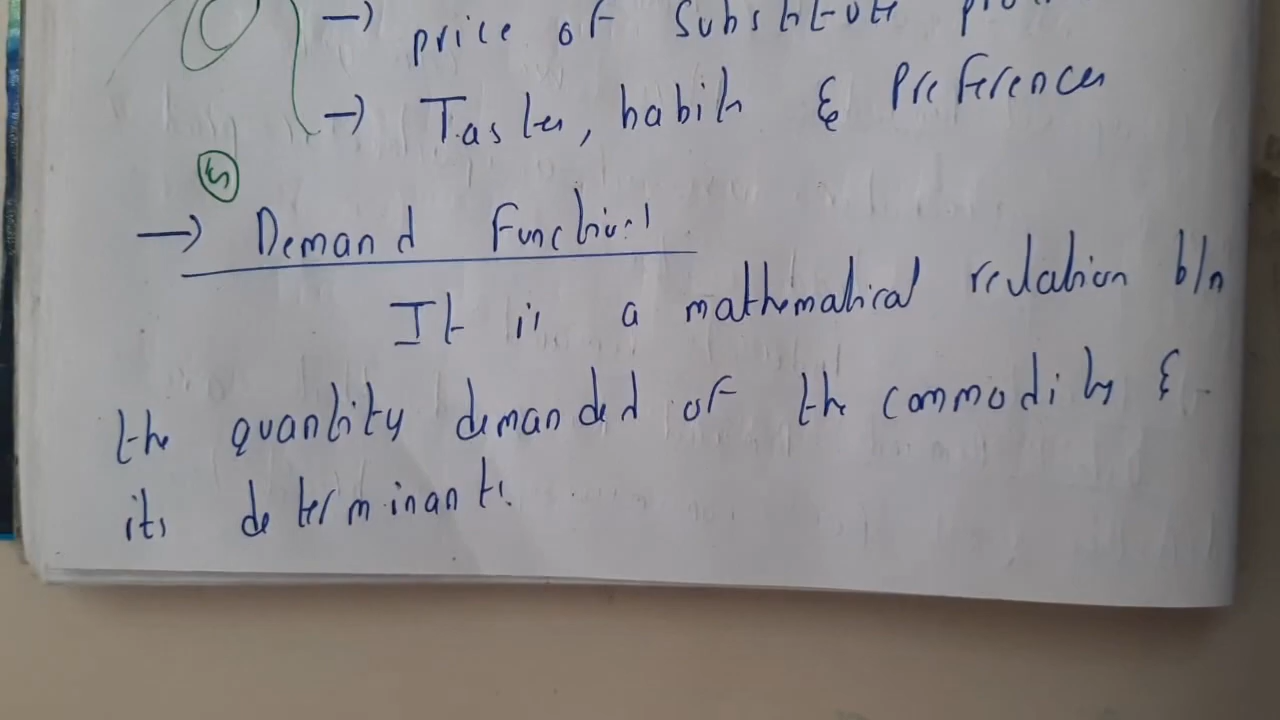 → price of substitute
→ Tastes, habits & Preferences
→ Demand Function
It is a mathematical relation b/n
the quantity demanded of the commodity &
its determinants.